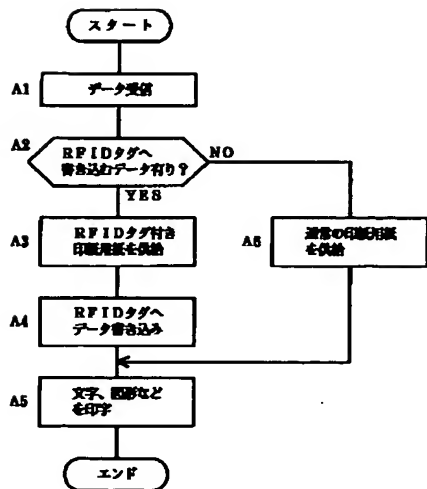 スタート
A1
データ受信
A2
RFIDタグへ
書き込むデータ有り?
NO
YES
A3
RFIDタグ付き
印刷用紙を供給
A6
通常の印刷用紙
を供給
A4
RFIDタグへ
データ書き込み
A5
文字、図形など
を印字
エンド